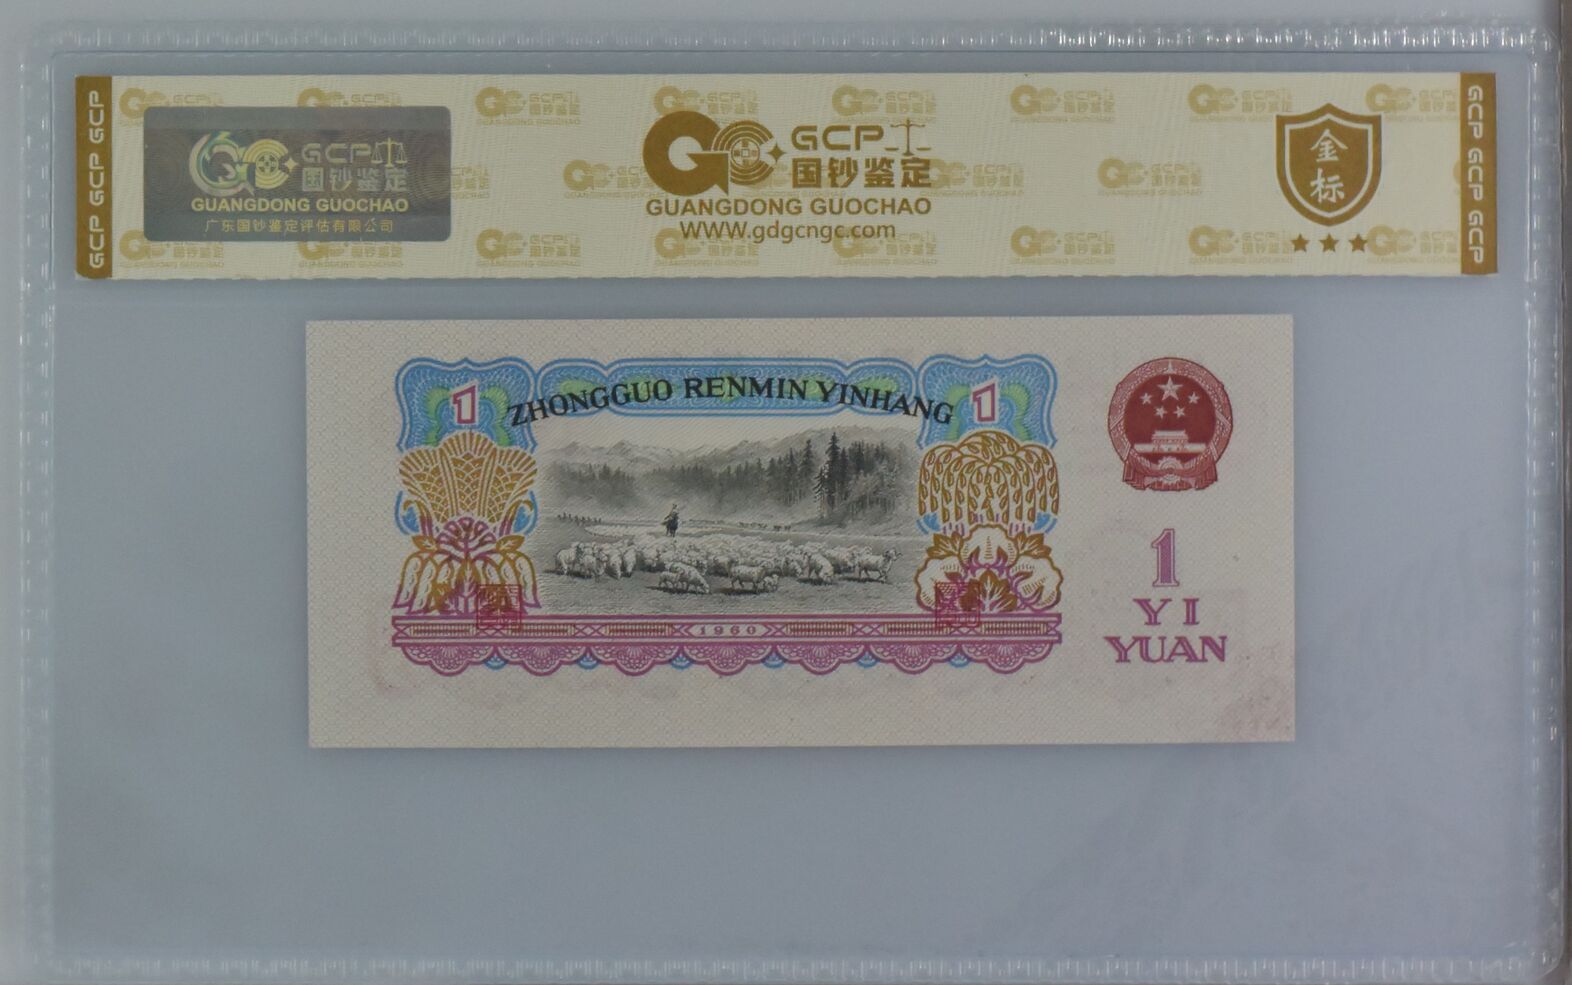 GCP GCP GCP
GCP
国钞鉴定
GUANGDONG GUOCHAO
广东国钞鉴定评估有限公司
GCP
国钞鉴定
GUANGDONG GUOCHAO
WWW.gdgcngc.com
金
标
GCP GCP GCP
1
ZHONGGUO RENMIN YINHANG
1
1960
1
YI
YUAN